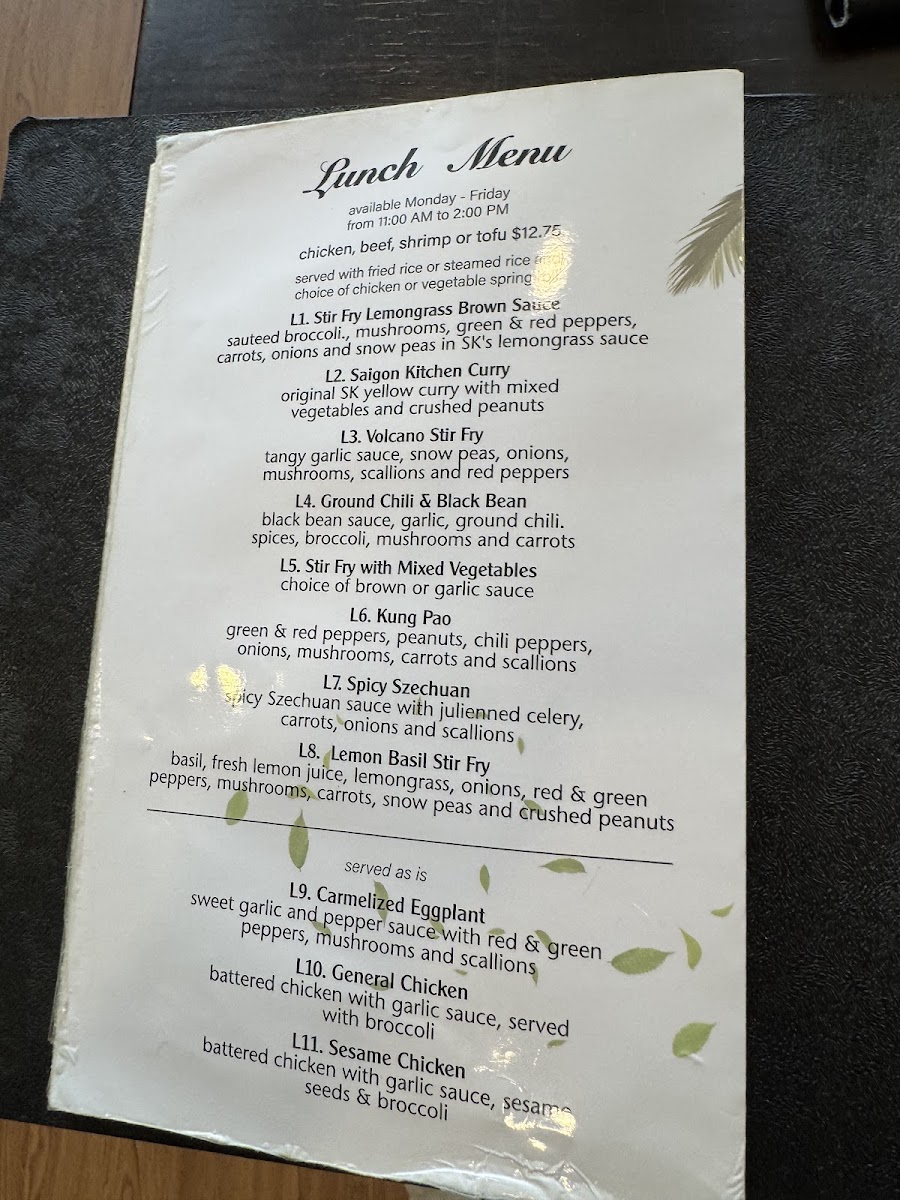 Lunch Menu
available Monday - Friday
from 11:00 AM to 2:00 PM
chicken, beef, shrimp or tofu $12.75
served with fried rice or steamed rice
choice of chicken or vegetable spring
L1. Stir Fry Lemongrass Brown Sauce
sauteed broccoli., mushrooms, green & red peppers,
carrots, onions and snow peas in SK's lemongrass sauce
L2. Saigon Kitchen Curry
original SK yellow curry with mixed
vegetables and crushed peanuts
L3. Volcano Stir Fry
tangy garlic sauce, snow peas, onions,
mushrooms, scallions and red peppers
L4. Ground Chili & Black Bean
black bean sauce, garlic, ground chili.
spices, broccoli, mushrooms and carrots
L5. Stir Fry with Mixed Vegetables
choice of brown or garlic sauce
L6. Kung Pao
green & red peppers, peanuts, chili peppers,
onions, mushrooms, carrots and scallions
L7. Spicy Szechuan
spicy Szechuan sauce with julienned celery,
carrots, onions and scallions
L8. Lemon Basil Stir Fry
basil, fresh lemon juice, lemongrass, onions, red & green
peppers, mushrooms, carrots, snow peas and crushed peanuts
served as is
L9. Carmelized Eggplant
sweet garlic and pepper sauce with red & green
peppers, mushrooms and scallions
L10. General Chicken
battered chicken with garlic sauce, served
with broccoli
L11. Sesame Chicken
battered chicken with garlic sauce, sesame
seeds & broccoli